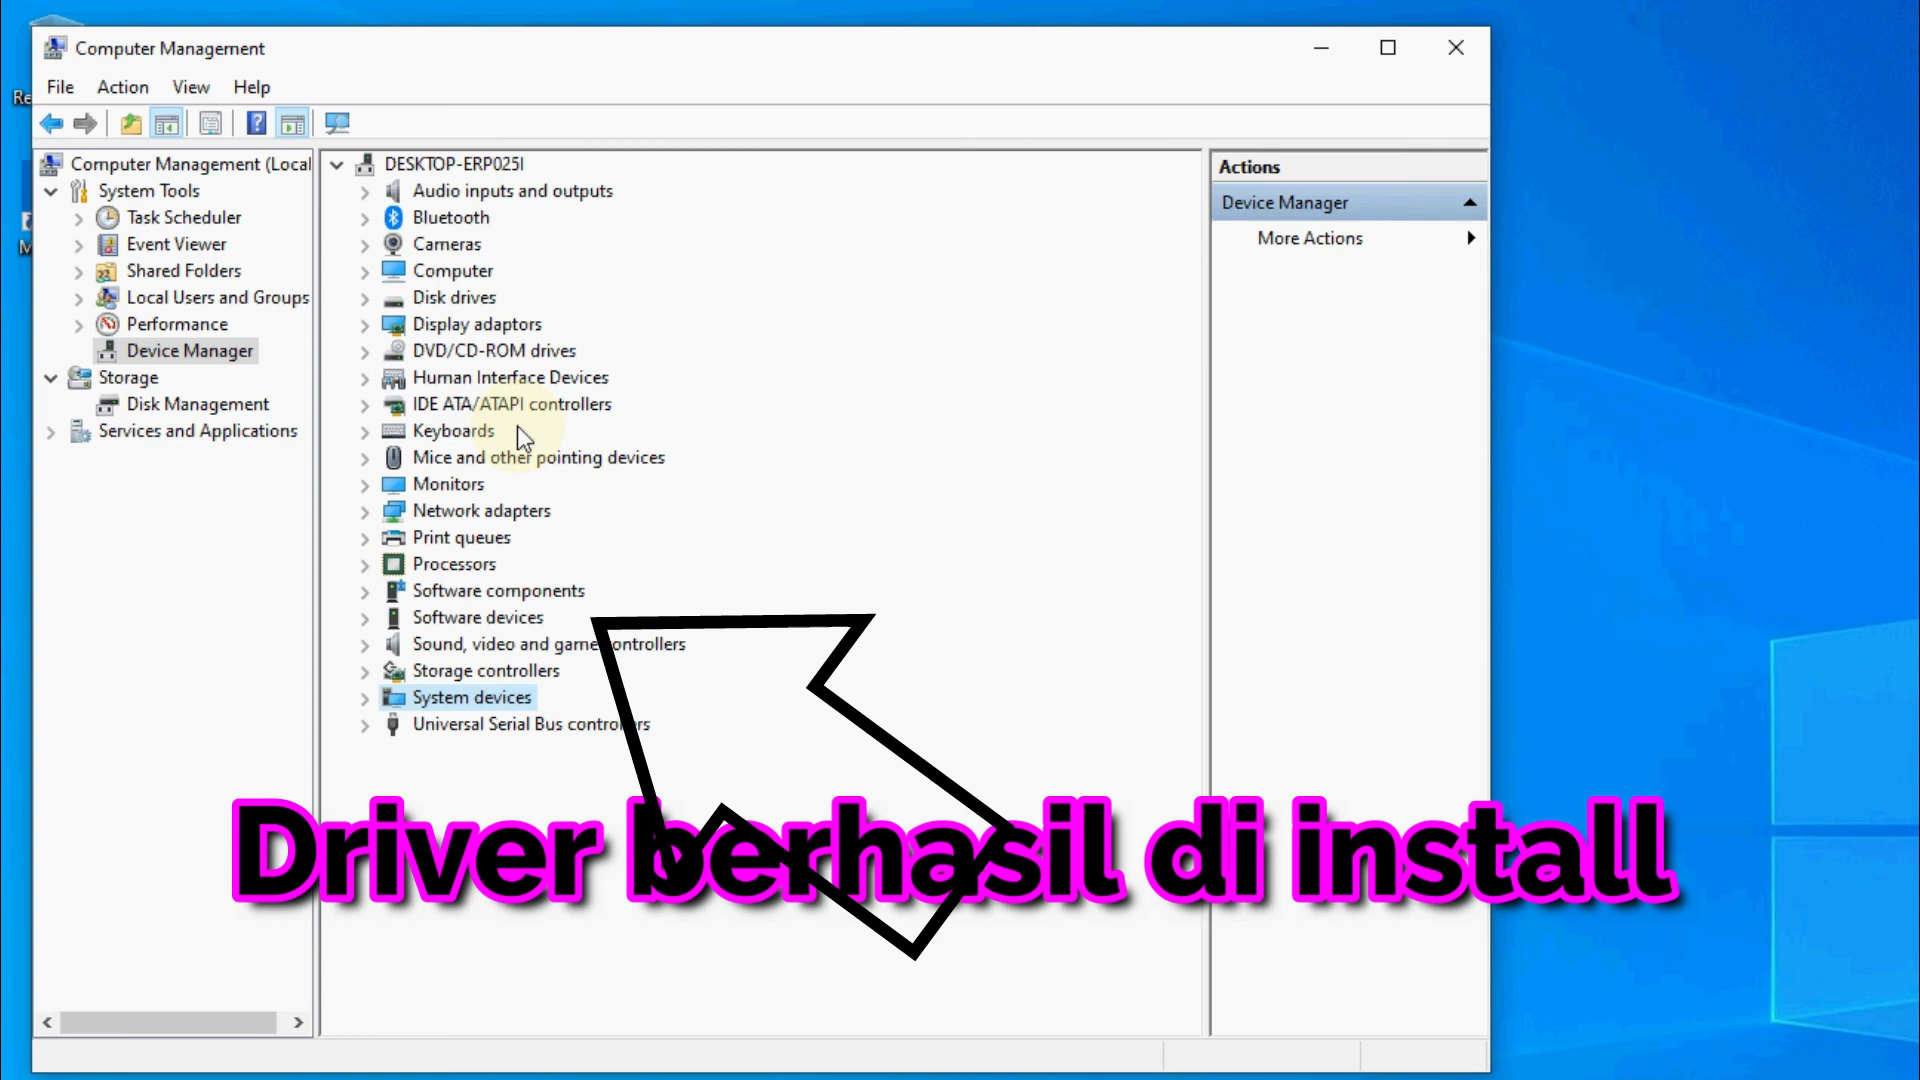 Computer Management
File Action View Help
Re
M
Computer Management (Local
System Tools
Task Scheduler
Event Viewer
Shared Folders
Local Users and Groups
Performance
Device Manager
Storage
Disk Management
Services and Applications
DESKTOP-ERP025I
Audio inputs and outputs
Bluetooth
Cameras
Computer
Disk drives
Display adaptors
DVD/CD-ROM drives
Human Interface Devices
IDE ATA/ATAPI controllers
Keyboards
Mice and other pointing devices
Monitors
Network adapters
Print queues
Processors
Software components
Software devices
Sound, video and game controllers
Storage controllers
System devices
Universal Serial Bus controllers
Actions
Device Manager
More Actions
Driver berhasil di install